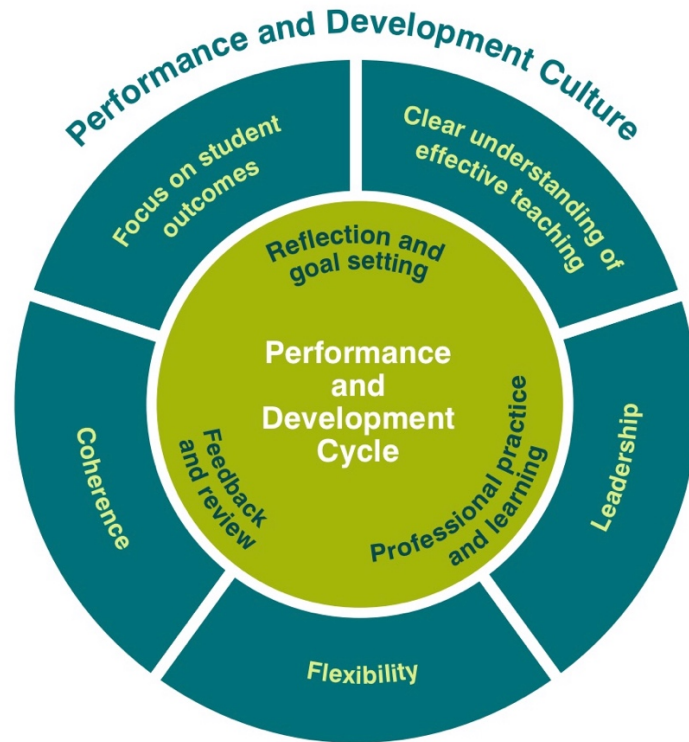 Performance and Development Culture
Focus on student
outcomes
Clear understanding of
effective teaching
Leadership
Flexibility
Coherence
Reflection and
goal setting
Professional practice
and learning
Feedback
and review
Performance
and
Development
Cycle